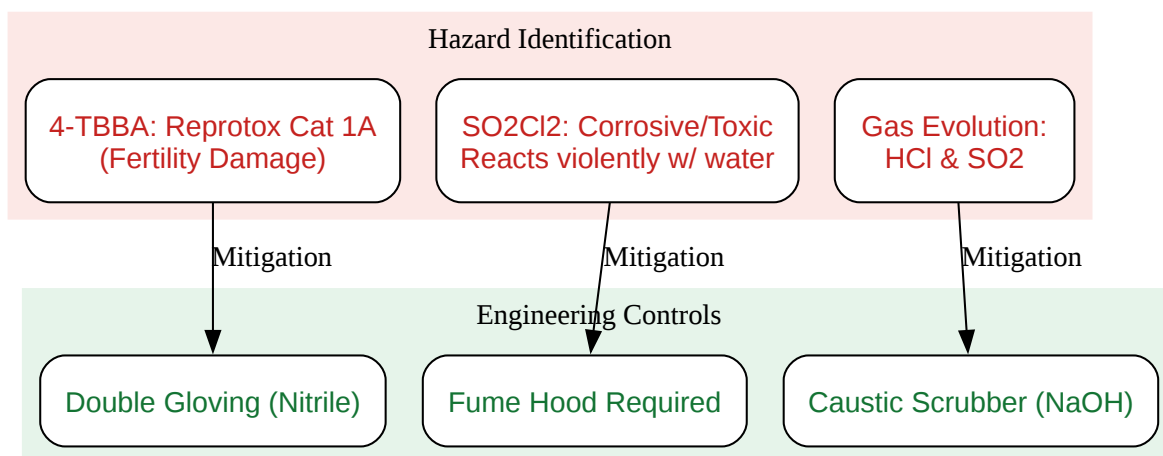 Hazard Identification
4-TBBA: Reprotox Cat 1A
(Fertility Damage)
SO2Cl2: Corrosive/Toxic
Reacts violently w/ water
Gas Evolution:
HCl & SO2
Mitigation
Mitigation
Mitigation
Engineering Controls
Double Gloving (Nitrile)
Fume Hood Required
Caustic Scrubber (NaOH)